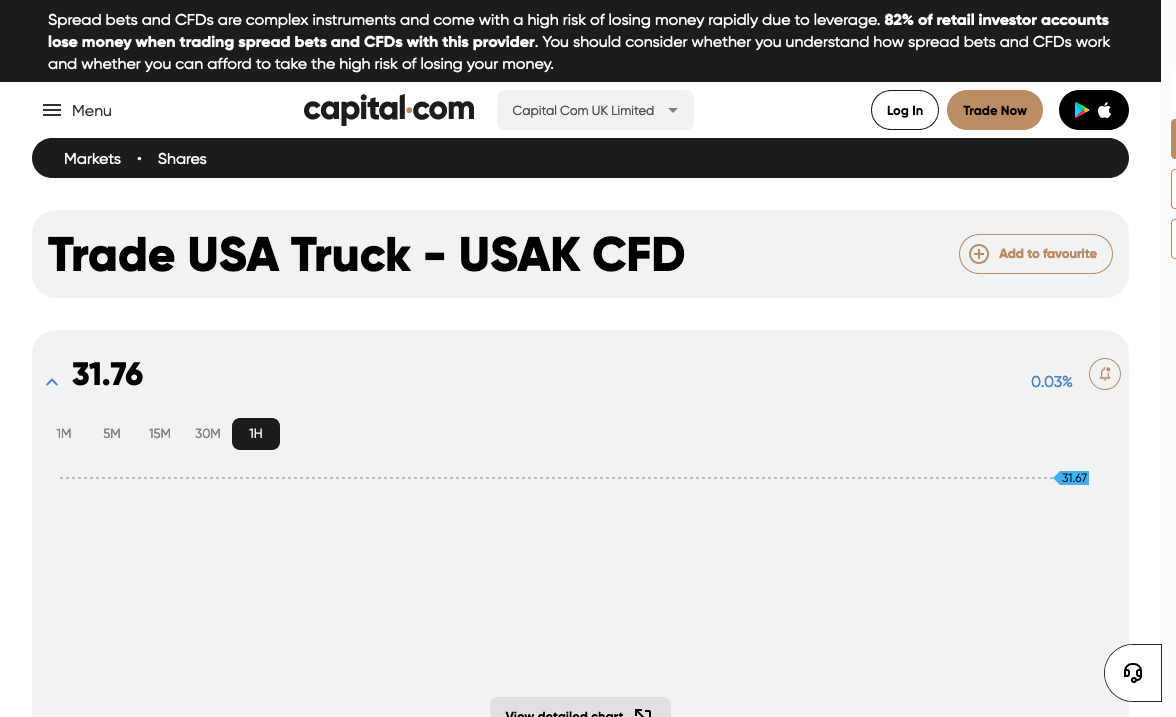 Spread bets and CFDs are complex instruments and come with a high risk of losing money rapidly due to leverage. 82% of retail investor accounts
lose money when trading spread bets and CFDs with this provider. You should consider whether you understand how spread bets and CFDs work
and whether you can afford to take the high risk of losing your money.
Menu
capital.com
Capital Com UK Limited
Log In
Trade Now
Markets • Shares
Trade USA Truck - USAK CFD
Add to favourite
31.76
0.03%
1M 5M 15M 30M 1H
31.67
View detailed chart